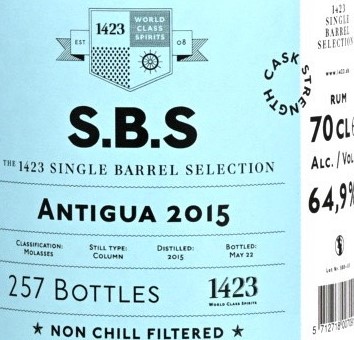 1423
WORLD
CLASS
SPIRITS
EST
08
S.B.S
THE 1423 SINGLE BARREL SELECTION
ANTIGUA 2015
CLASSIFICATION: STILL TYPE: DISTILLED: BOTTLED:
MOLASSES COLUMN 2015 MAY 22
257 BOTTLES 1423
WORLD CLASS SPIRITS
★ NON CHILL FILTERED ★
CASK STRENGTH
1423
SINGLE
BARREL
SELECTION
www.1423.dk
RUM
70CL
ALC. / VOL
64,9%